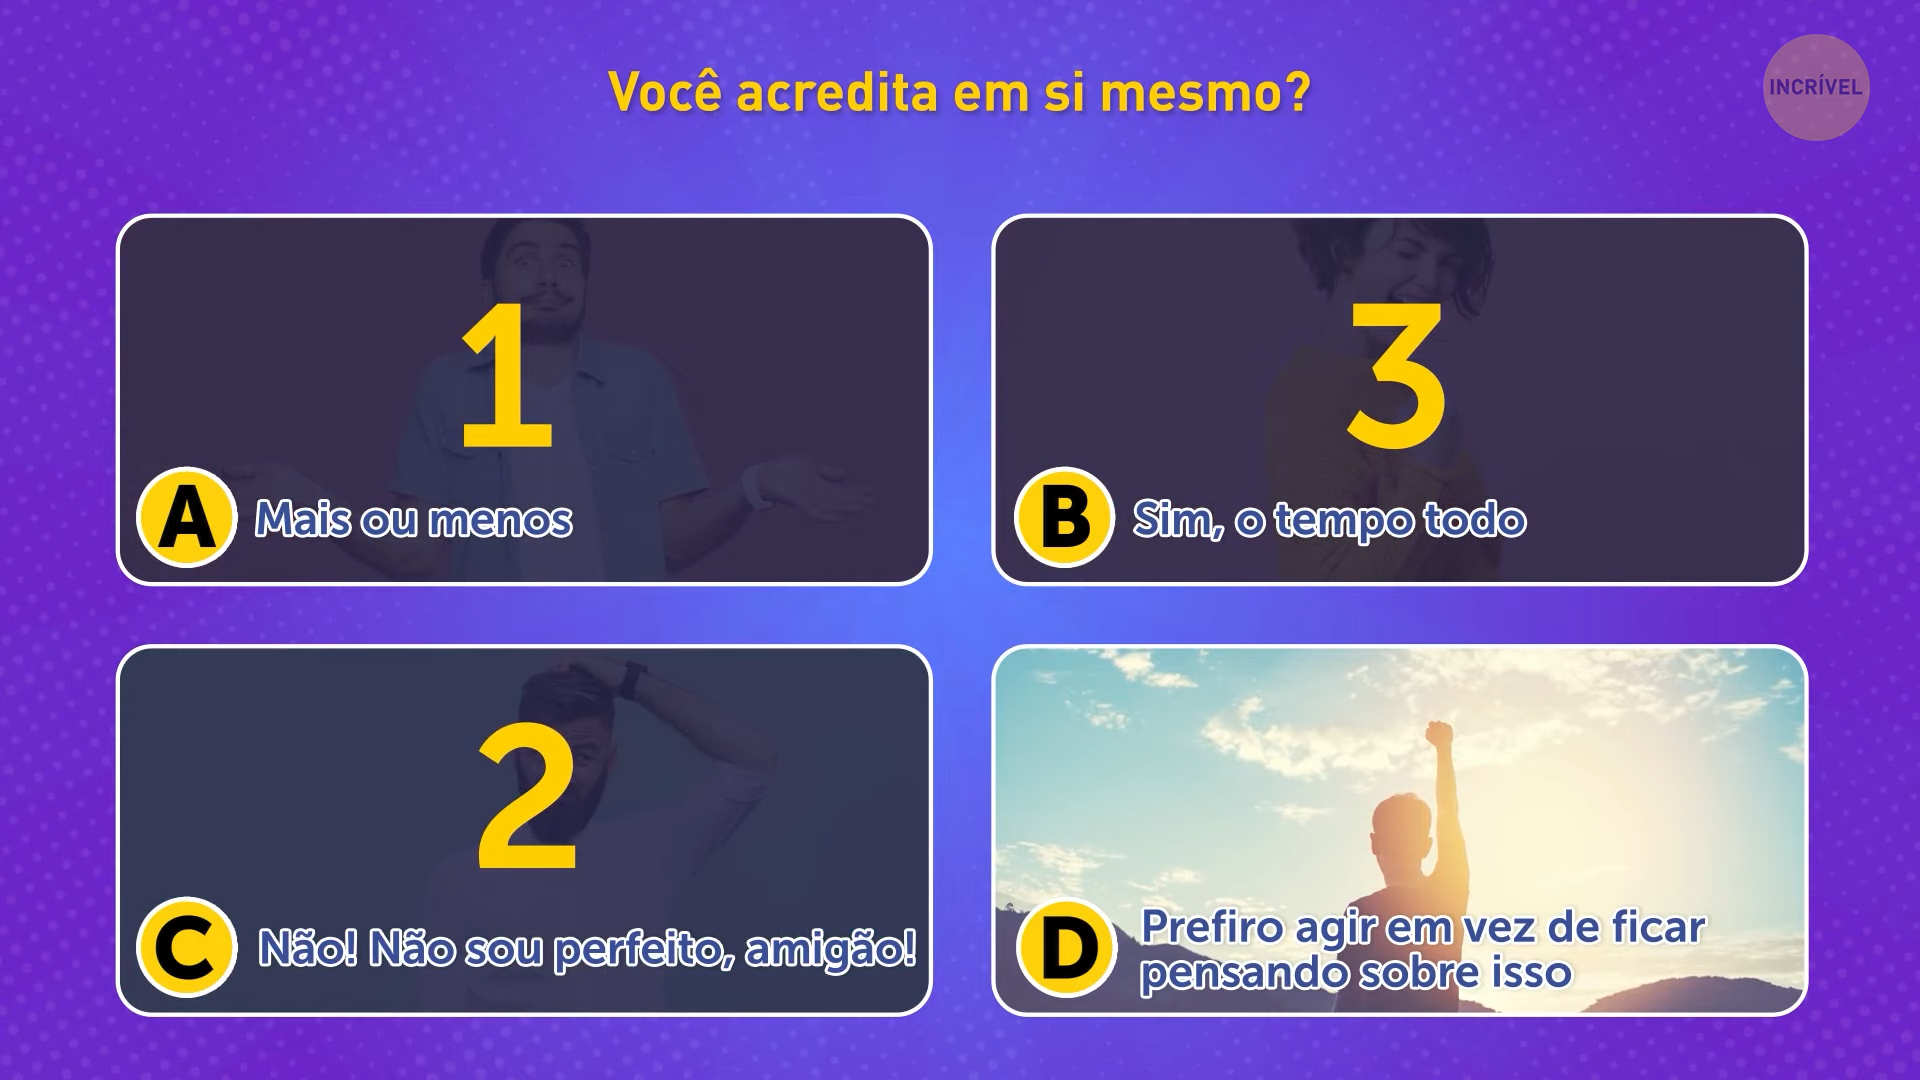 Você acredita em si mesmo?
INCRÍVEL
1
A Mais ou menos
3
B Sim, o tempo todo
2
C Não! Não sou perfeito, amigão!
D Prefiro agir em vez de ficar
pensando sobre isso